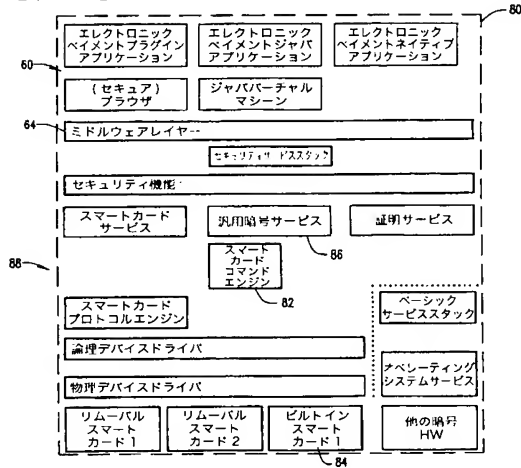 80
エレクトロニック
ペイメントプラグイン
アプリケーション
エレクトロニック
ペイメントジャバ
アプリケーション
エレクトロニック
ペイメントネイティブ
アプリケーション
60
(セキュア)
ブラウザ
ジャババーチャル
マシーン
64
ミドルウェアレイヤー
セキュリティサービススタック
セキュリティ機能
スマートカード
サービス
汎用暗号サービス
証明サービス
86
88
スマート
カード
コマンド
エンジン
82
スマートカード
プロトコルエンジン
ベーシック
サービススタック
論理デバイスドライバ
オペレーティング
システムサービス
物理デバイスドライバ
リムーバル
スマート
カード1
リムーバル
スマート
カード2
ビルトイン
スマート
カード1
他の暗号
HW
84